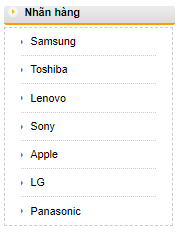 Nhãn hàng
Samsung
Toshiba
Lenovo
Sony
Apple
LG
Panasonic